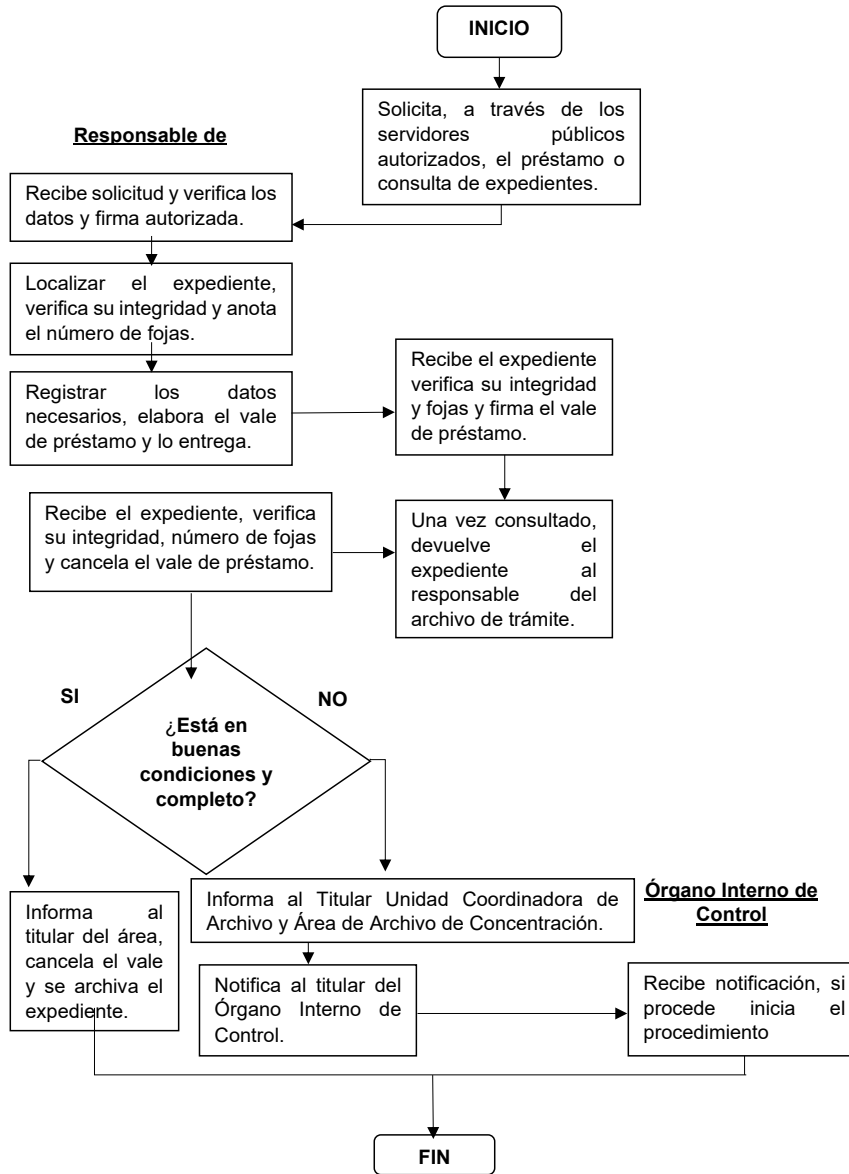 INICIO
Solicita, a través de los
servidores públicos
autorizados, el préstamo o
consulta de expedientes.
Responsable de
Recibe solicitud y verifica los
datos y firma autorizada.
Localizar el expediente,
verifica su integridad y anota
el número de fojas.
Registrar los datos
necesarios, elabora el vale
de préstamo y lo entrega.
Recibe el expediente
verifica su integridad
y fojas y firma el vale
de préstamo.
Una vez consultado,
devuelve el
expediente al
responsable del
archivo de trámite.
Recibe el expediente, verifica
su integridad, número de fojas
y cancela el vale de préstamo.
SI
NO
¿Está en
buenas
condiciones y
completo?
Informa al
titular del área,
cancela el vale
y se archiva el
expediente.
Informa al Titular Unidad Coordinadora de
Archivo y Área de Archivo de Concentración.
Notifica al titular del
Órgano Interno de
Control.
Órgano Interno de
Control
Recibe notificación, si
procede inicia el
procedimiento
FIN